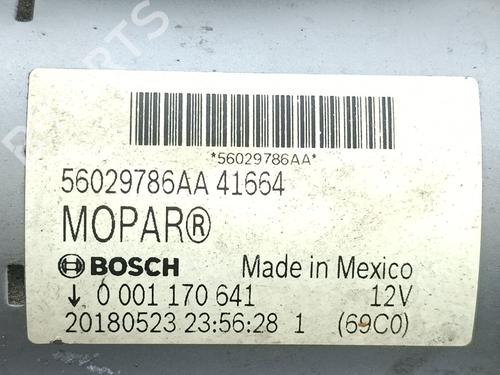 PARTS
*56029786AA*
56029786AA 41664
MOPAR®
BOSCH Made in Mexico
↓ 0 001 170 641 12V
20180523 23:56:28 1 (69C0)